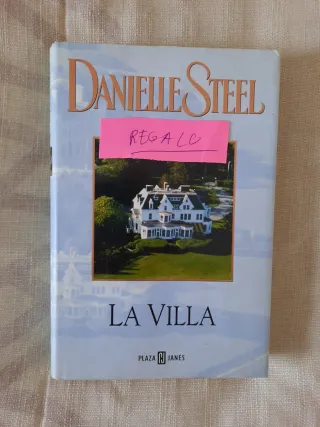 DANIELLE STEEL
REGALO
LA VILLA
PLAZA JANES